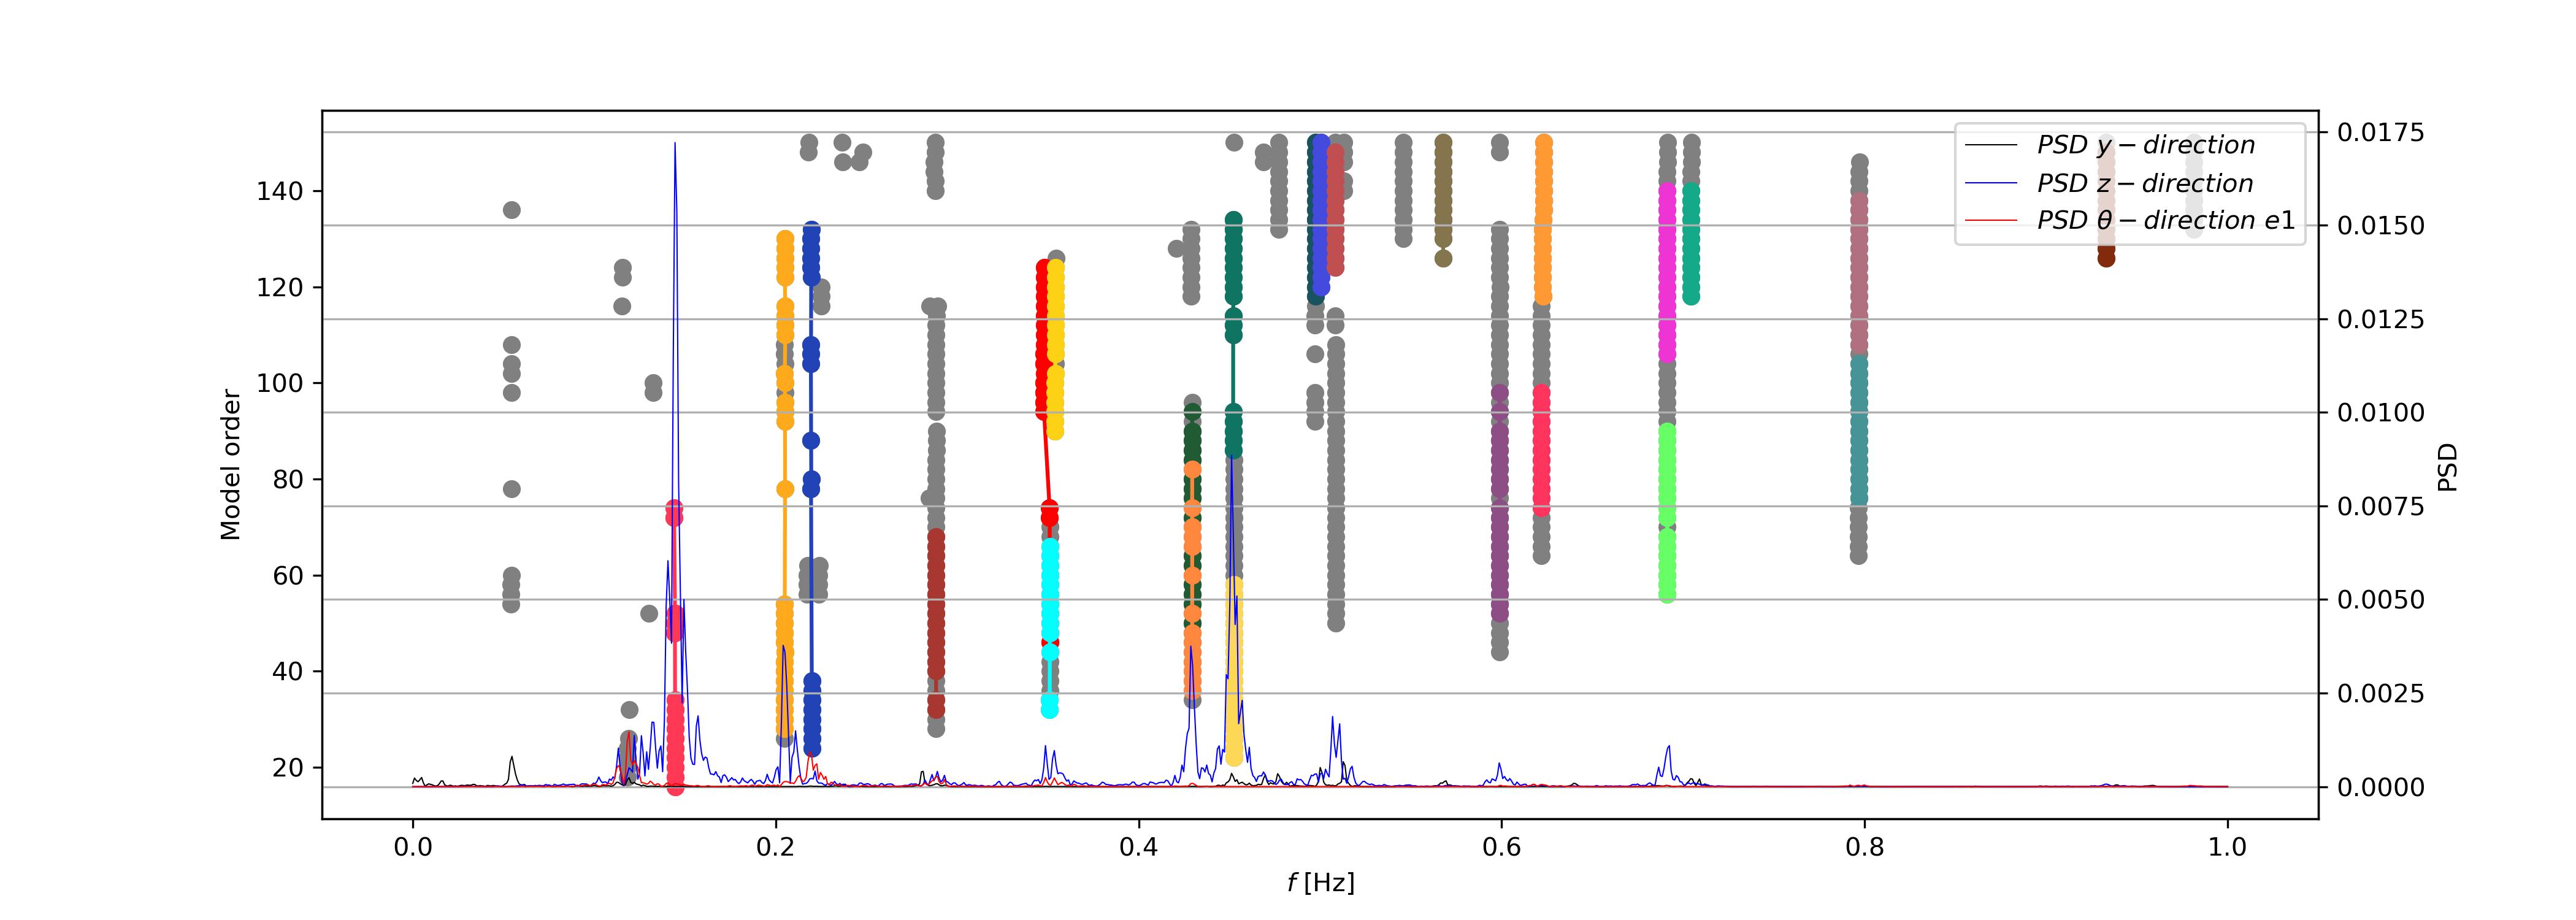 PSD y − direction
PSD z − direction
PSD θ − direction e1
Model order
140
120
100
80
60
40
20
0.0175
0.0150
0.0125
0.0100
0.0075
0.0050
0.0025
0.0000
PSD
0.0 0.2 0.4 0.6 0.8 1.0
f [Hz]